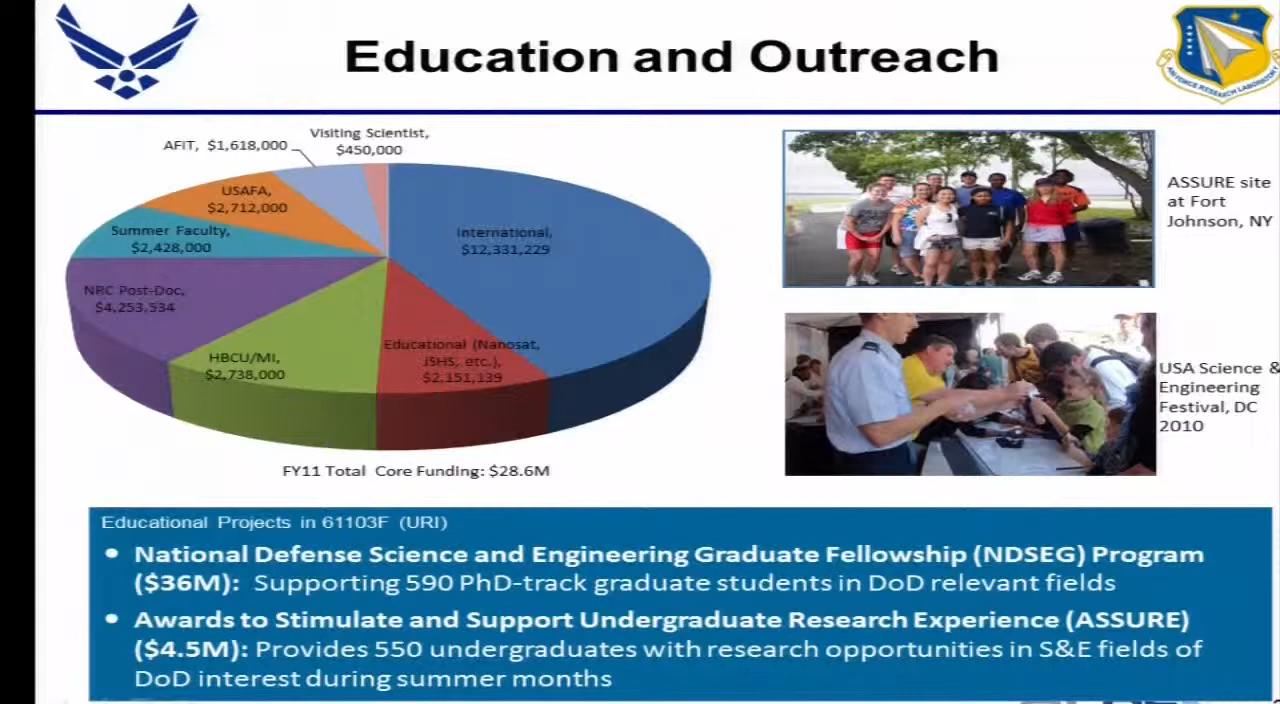 Education and Outreach
AIR FORCE RESEARCH LABORATORY
Visiting Scientist,
$450,000
AFIT, $1,618,000
USAFA,
$2,712,000
Summer Faculty,
$2,428,000
International,
$12,331,229
NRC Post-Doc,
$4,253,534
HBCU/MI,
$2,738,000
Educational (Nanosat,
JSHS, etc.),
$2,151,139
FY11 Total Core Funding: $28.6M
ASSURE site
at Fort
Johnson, NY
USA Science &
Engineering
Festival, DC
2010
Educational Projects in 61103F (URI)
• National Defense Science and Engineering Graduate Fellowship (NDSEG) Program
($36M): Supporting 590 PhD-track graduate students in DoD relevant fields
• Awards to Stimulate and Support Undergraduate Research Experience (ASSURE)
($4.5M): Provides 550 undergraduates with research opportunities in S&E fields of
DoD interest during summer months